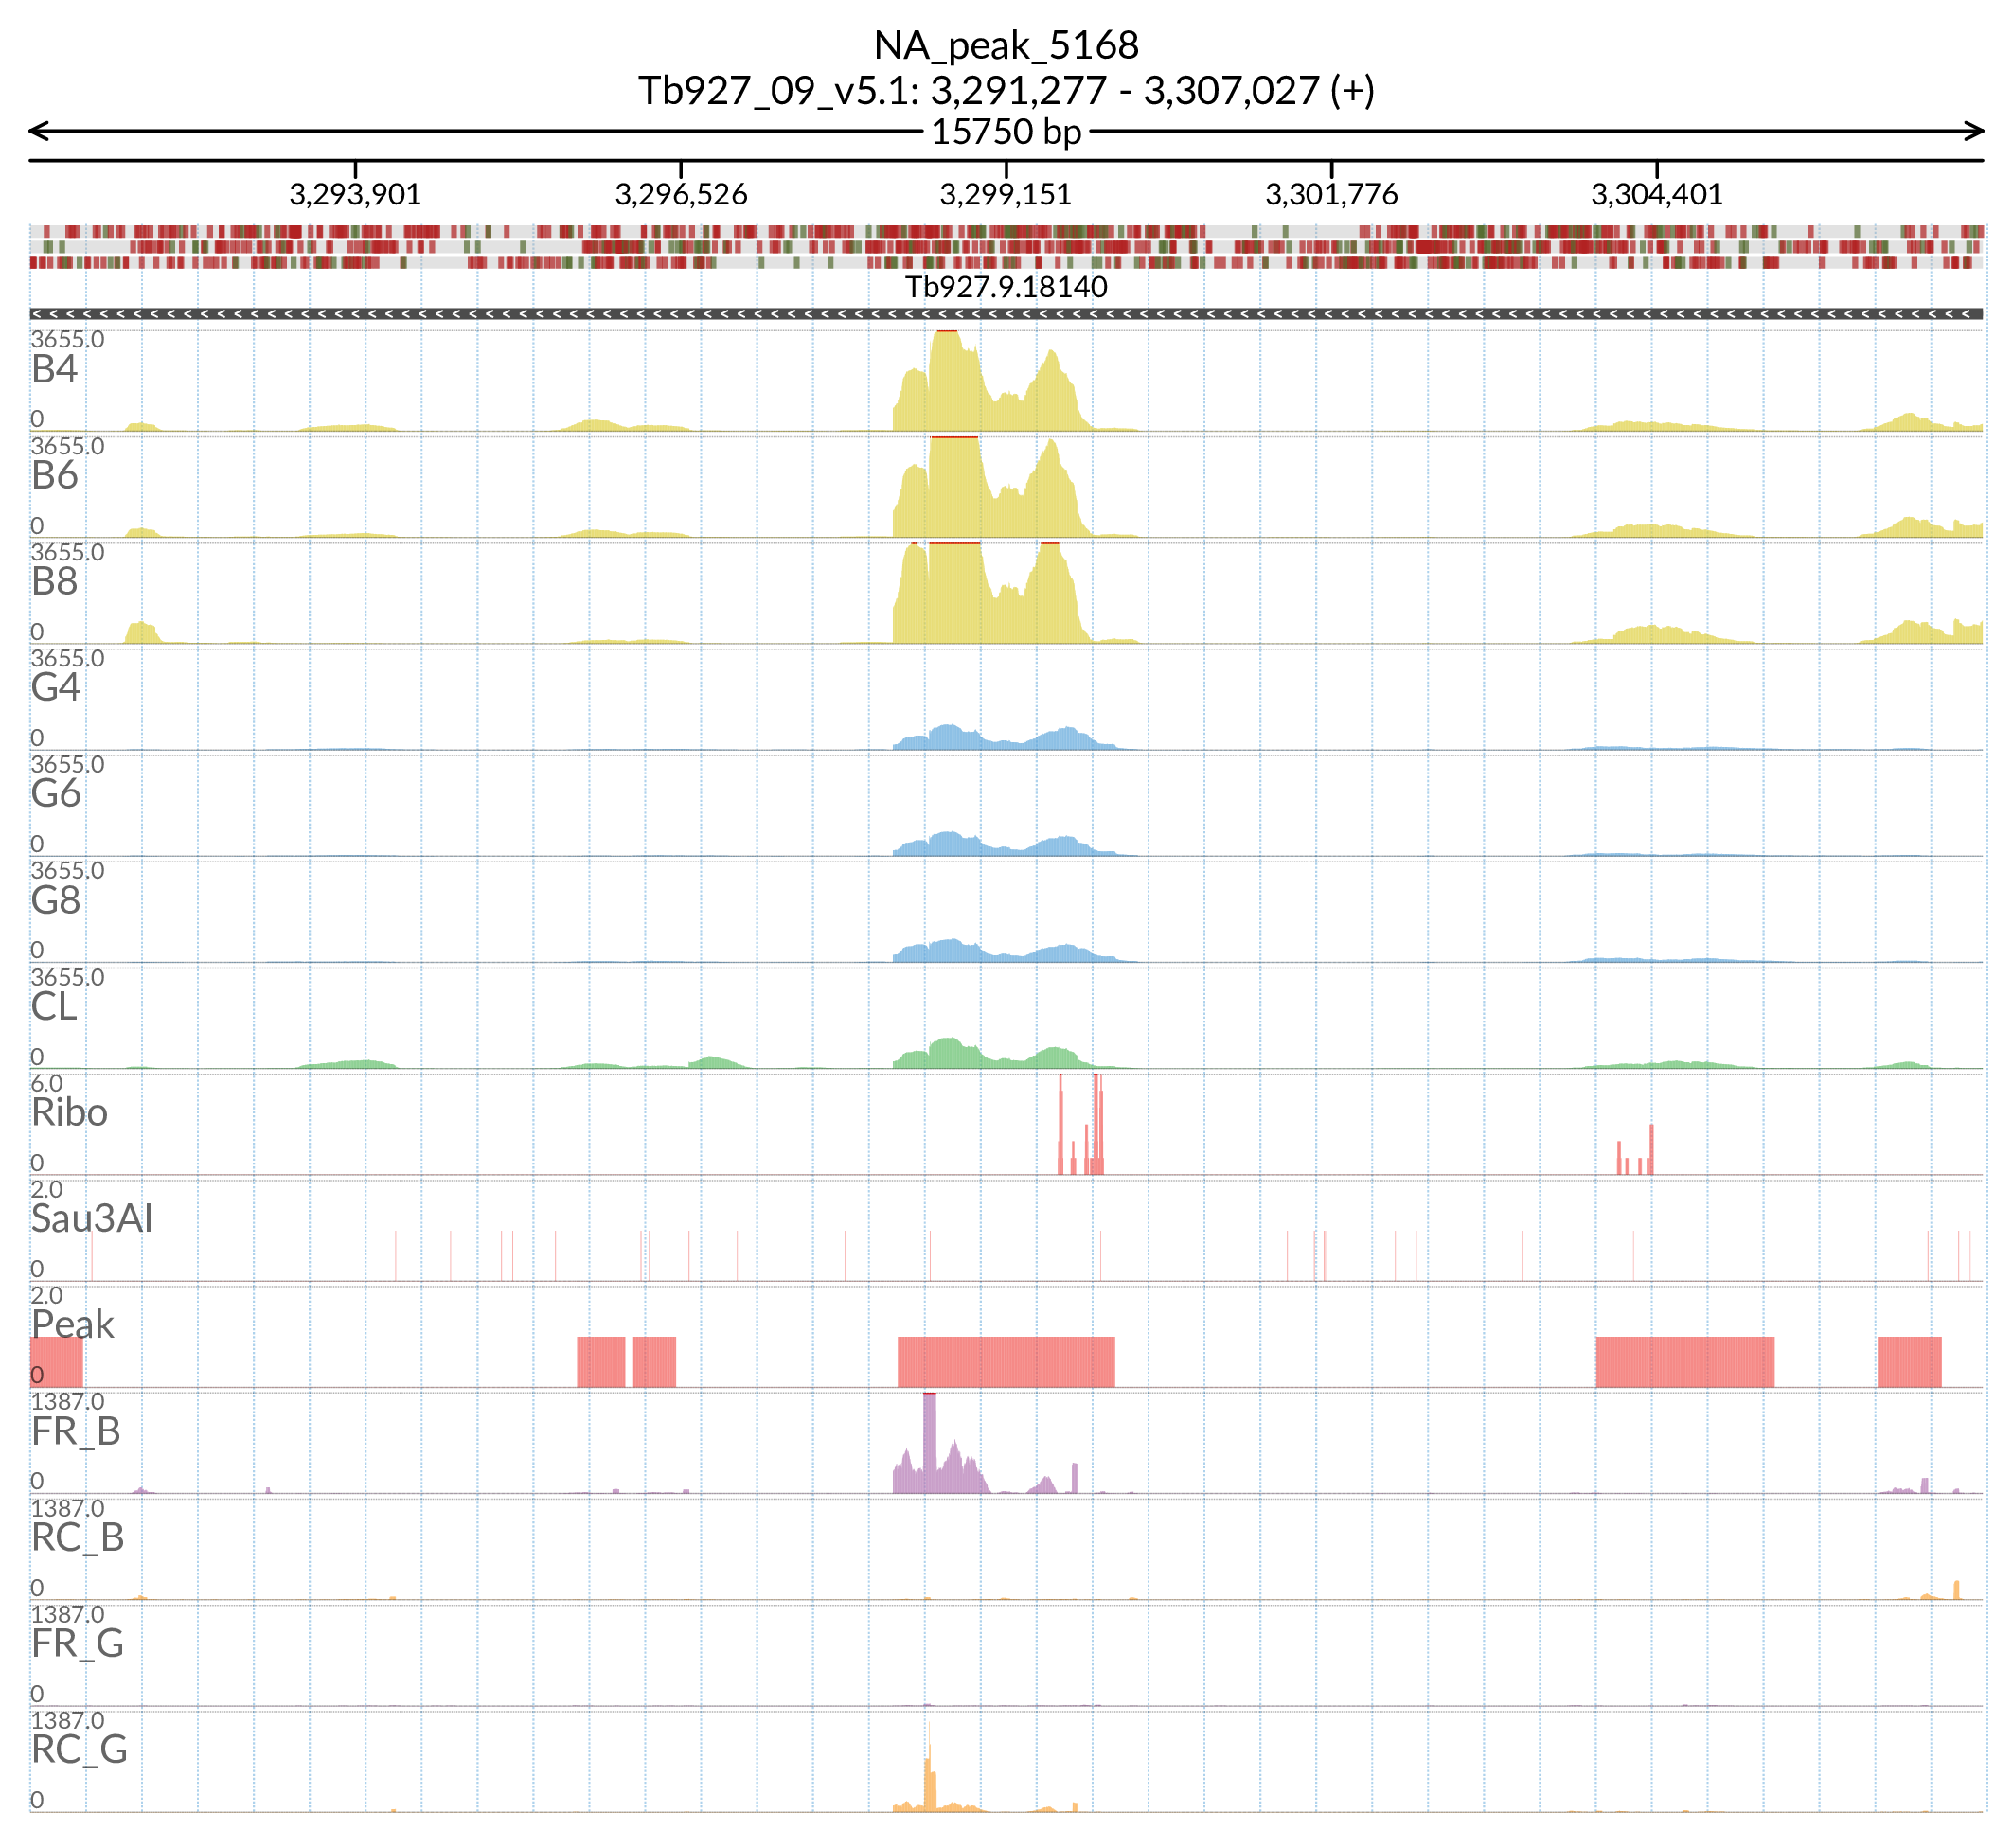 NA_peak_5168
Tb927_09_v5.1: 3,291,277 - 3,307,027 (+)
15750 bp
3,293,901 3,296,526 3,299,151 3,301,776 3,304,401
Tb927.9.18140
3655.0
B4
0
3655.0
B6
0
3655.0
B8
0
3655.0
G4
0
3655.0
G6
0
3655.0
G8
0
3655.0
CL
0
6.0
Ribo
0
2.0
Sau3AI
0
2.0
Peak
0
1387.0
FR_B
0
1387.0
RC_B
0
1387.0
FR_G
0
1387.0
RC_G
0